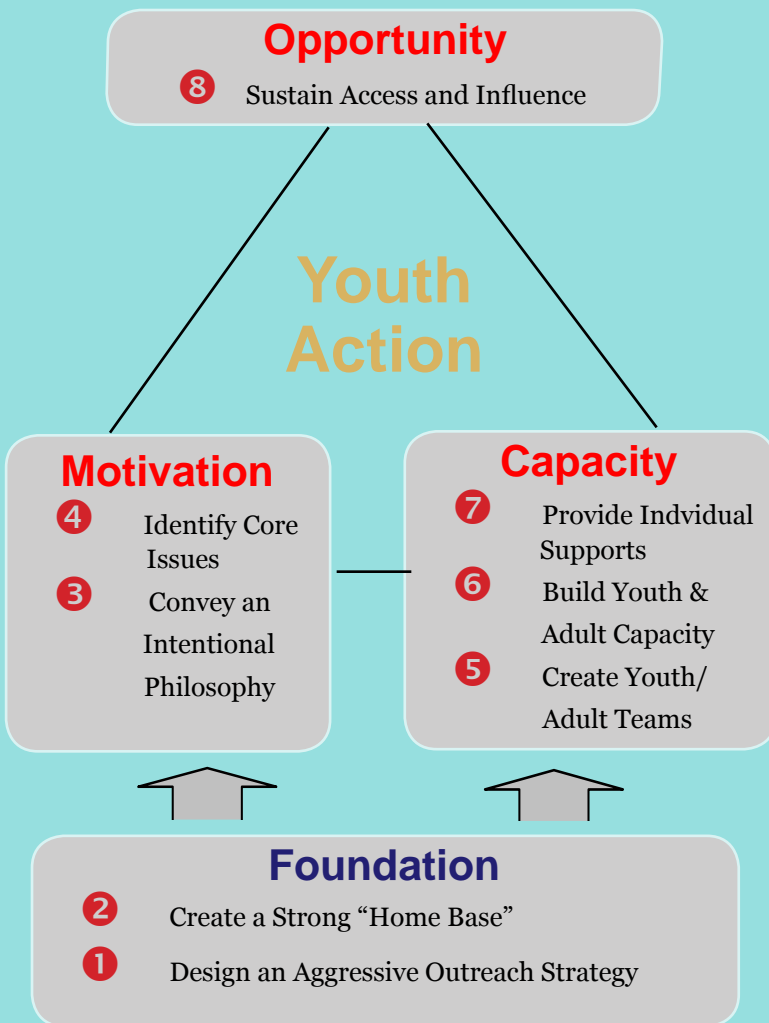 Opportunity
8 Sustain Access and Influence
Youth
Action
Motivation
4 Identify Core
Issues
3 Convey an
Intentional
Philosophy
Capacity
7 Provide Indvidual
Supports
6 Build Youth &
Adult Capacity
5 Create Youth/
Adult Teams
Foundation
2 Create a Strong “Home Base”
1 Design an Aggressive Outreach Strategy